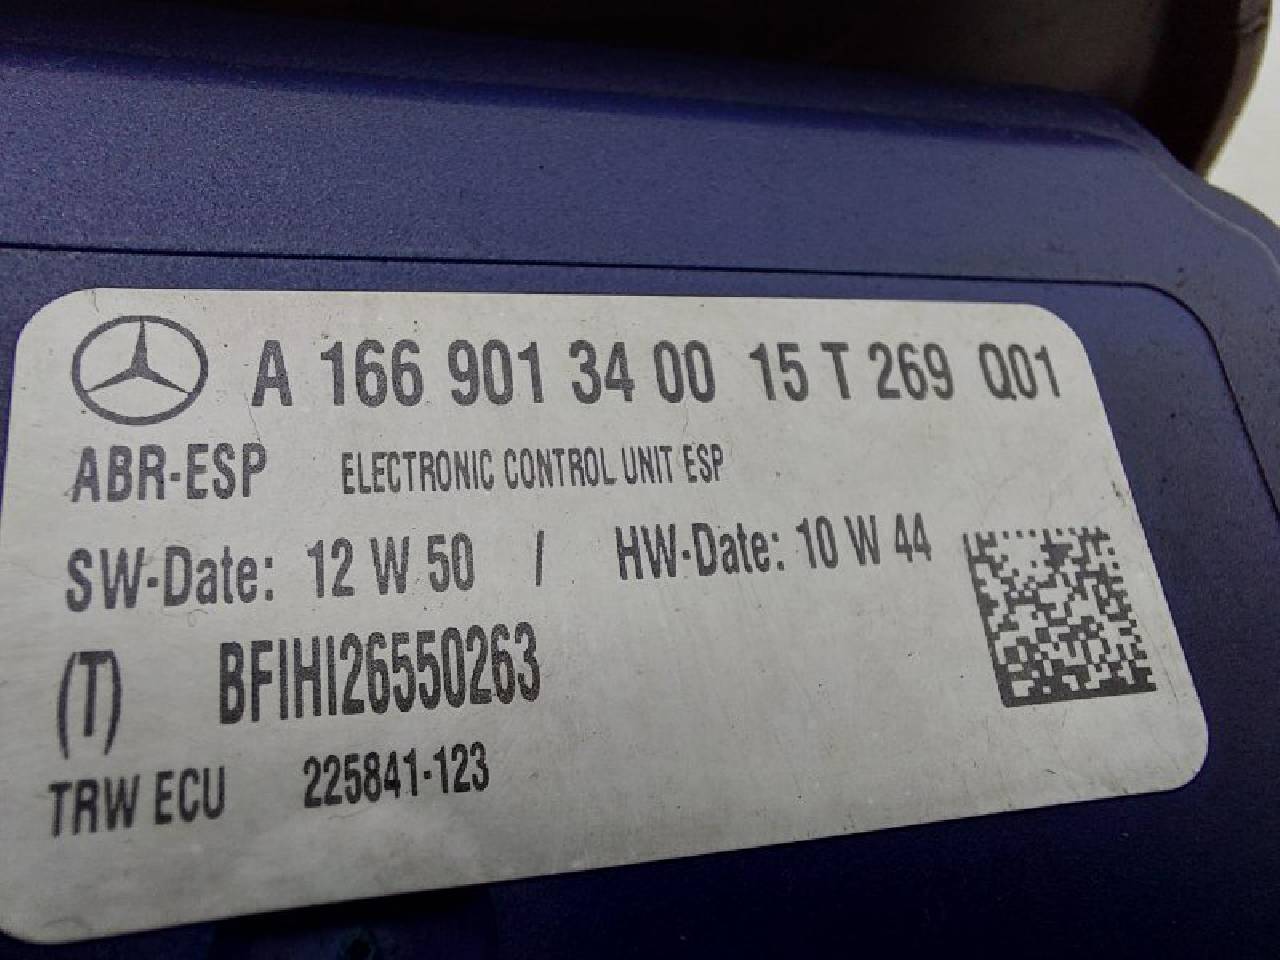 A 166 901 34 00 15 T 269 Q01
ABR-ESP ELECTRONIC CONTROL UNIT ESP
SW-Date: 12 W 50 / HW-Date: 10 W 44
(T) BFIHI26550263
TRW ECU 225841-123